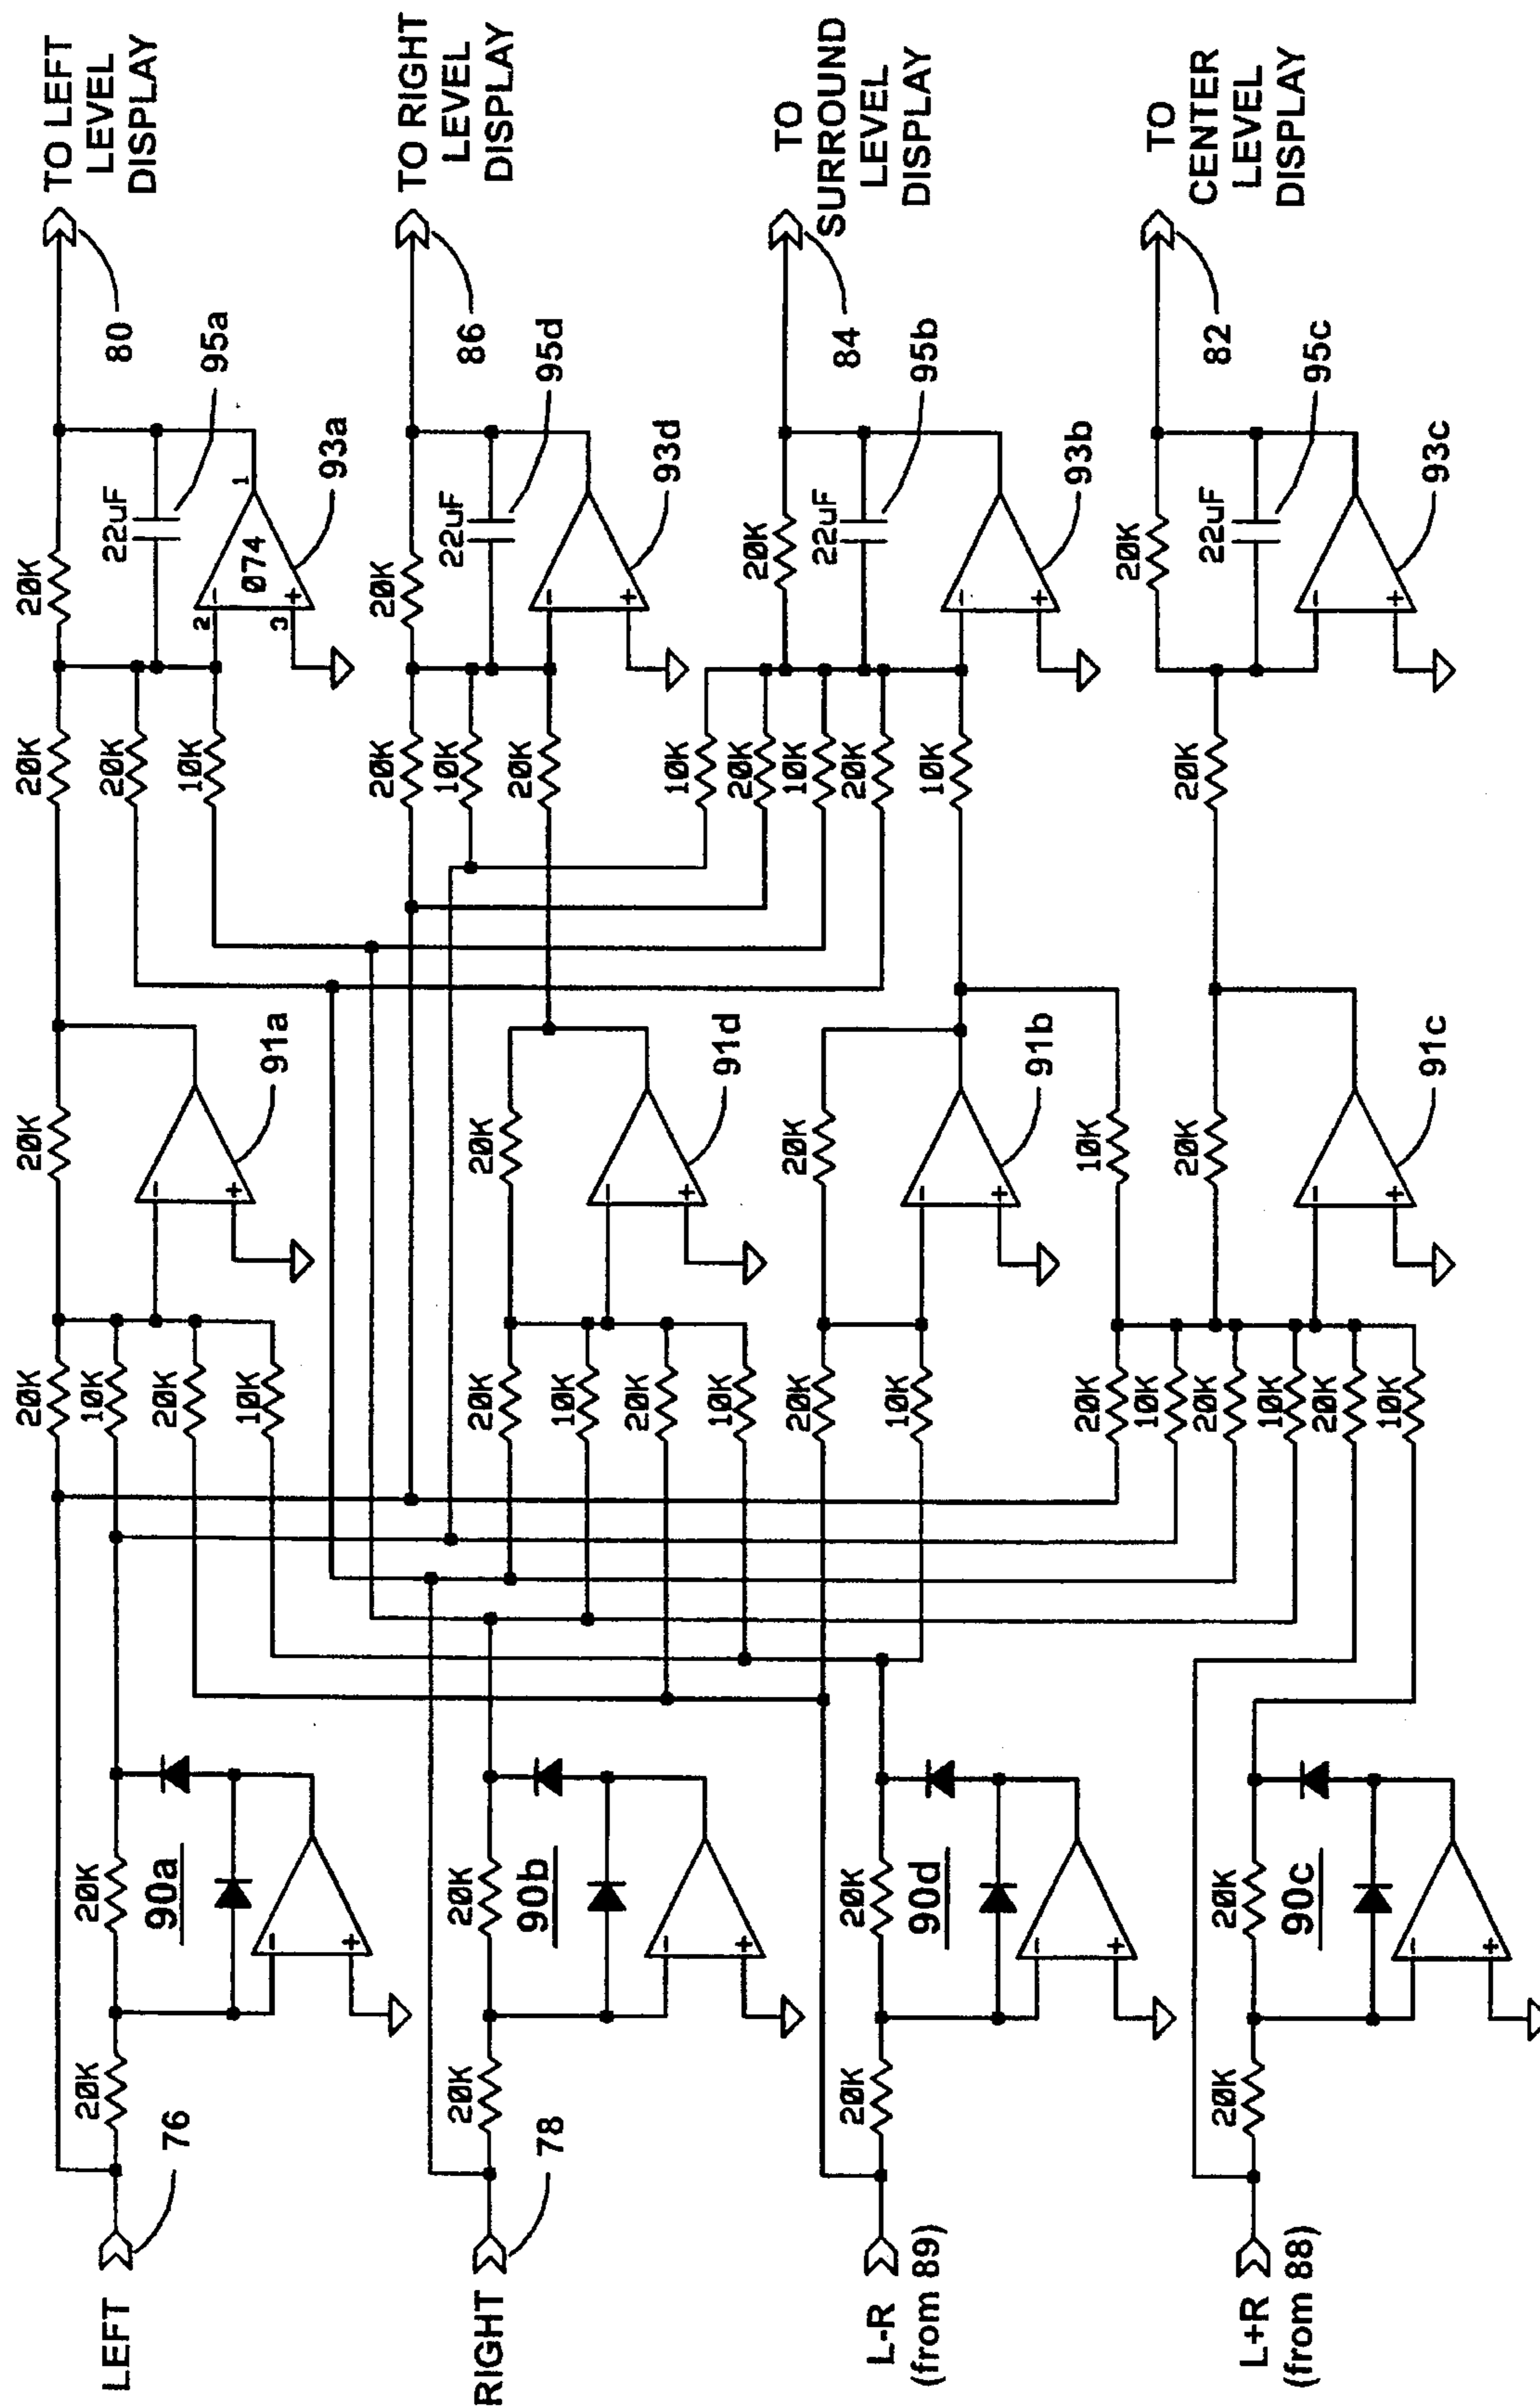 LEFT
76
20K
20K
90a
20K
10K
20K
10K
20K
91a
20K
20K
10K
20K
22uF
2
3
1
074
93a
95a
80
TO LEFT
LEVEL
DISPLAY
RIGHT
78
20K
20K
90b
20K
10K
20K
10K
20K
91d
20K
10K
20K
20K
22uF
93d
95d
86
TO RIGHT
LEVEL
DISPLAY
L-R
(from 89)
20K
20K
90d
20K
10K
20K
91b
10K
20K
10K
20K
10K
20K
22uF
93b
95b
84
TO
SURROUND
LEVEL
DISPLAY
L+R
(from 88)
20K
20K
90c
20K
10K
20K
10K
20K
10K
10K
20K
91c
20K
20K
22uF
93c
95c
82
TO
CENTER
LEVEL
DISPLAY